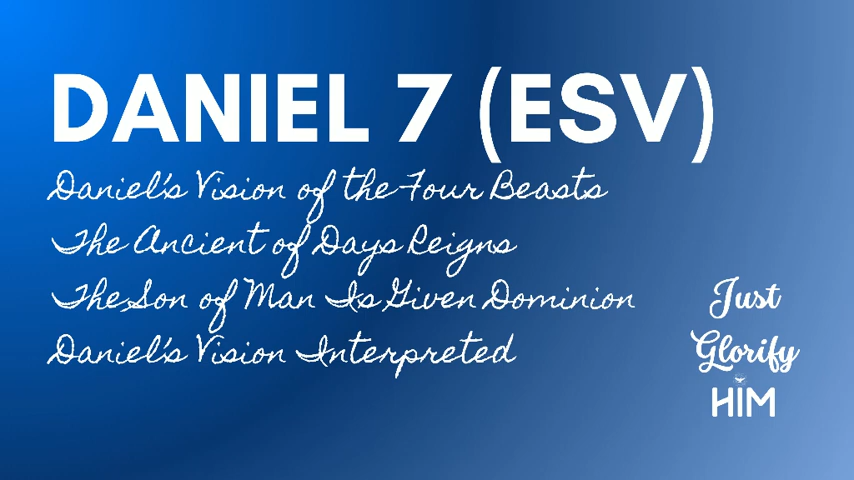 DANIEL 7 (ESV)
Daniel's Vision of the Four Beasts
The Ancient of Days Reigns
The Son of Man Is Given Dominion
Daniel's Vision Interpreted
Just
Glorify
HIM